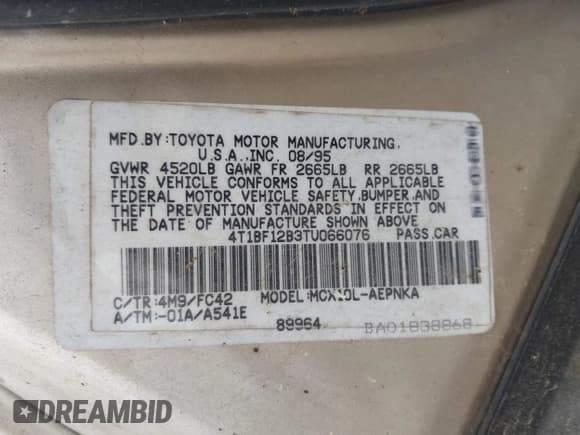 MFD.BY:TOYOTA MOTOR MANUFACTURING,
U.S.A.,INC. 08/95
GVWR 4520LB GAWR FR 2665LB RR 2665LB
THIS VEHICLE CONFORMS TO ALL APPLICABLE
FEDERAL MOTOR VEHICLE SAFETY,BUMPER,AND
THEFT PREVENTION STANDARDS IN EFFECT ON
THE DATE OF MANUFACTURE SHOWN ABOVE
4T1BF12B3TU066076 PASS.CAR
C/TR:4M9/FC42 MODEL:MCX10L-AEPNKA
A/TM:-01A/A541E
89964 BA01838868
DREAMBID